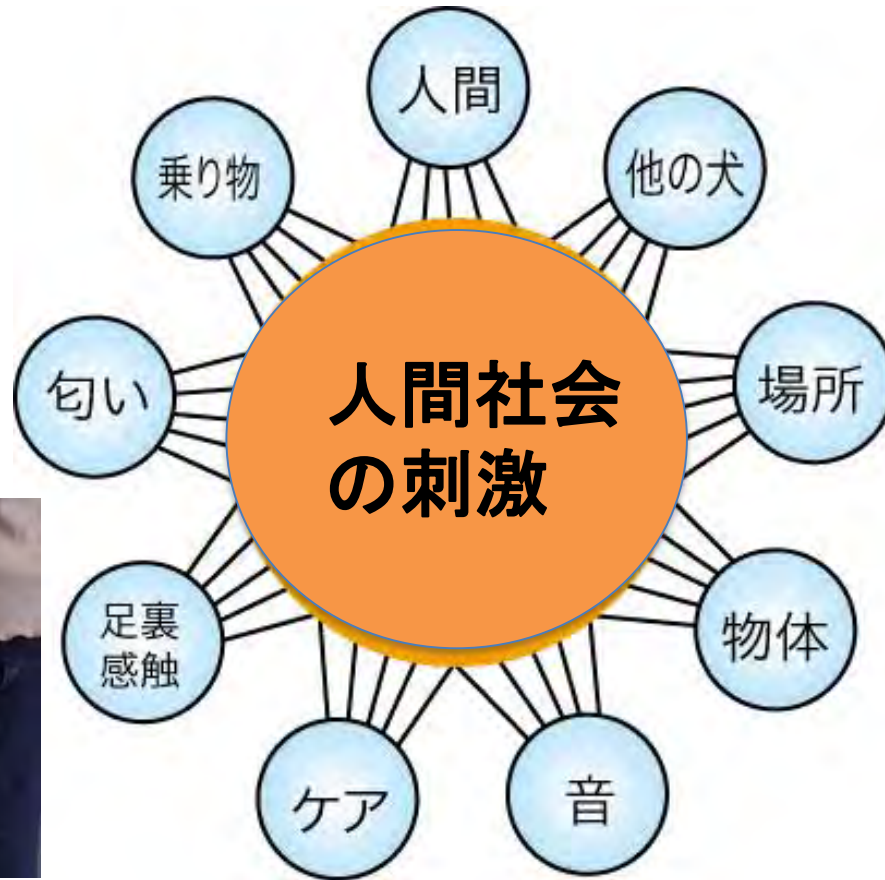 人間
他の犬
場所
物体
音
ケア
足裏
感触
匂い
乗り物
人間社会
の刺激